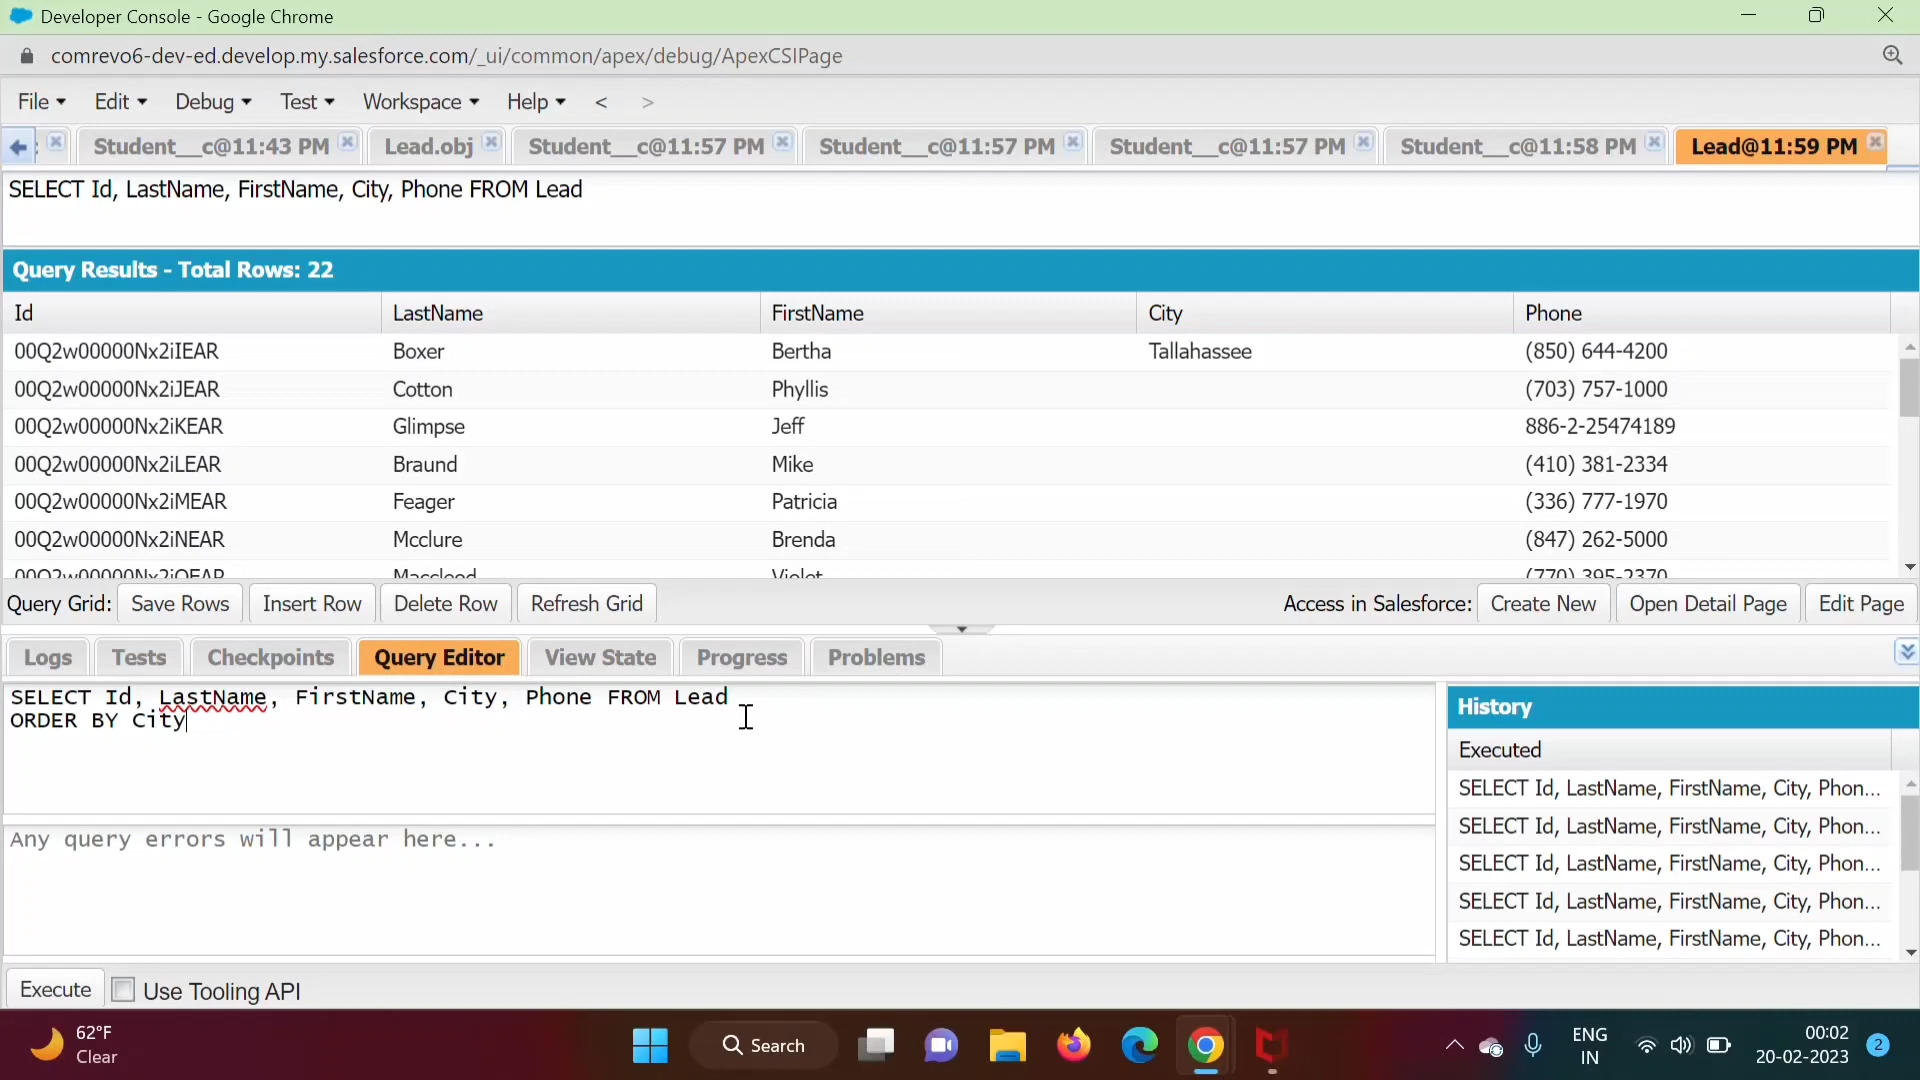 Developer Console - Google Chrome
comrevo6-dev-ed.develop.my.salesforce.com/_ui/common/apex/debug/ApexCSIPage
File Edit Debug Test Workspace Help < >
Student__c@11:43 PM Lead.obj Student__c@11:57 PM Student__c@11:57 PM Student__c@11:57 PM Student__c@11:58 PM Lead@11:59 PM
SELECT Id, LastName, FirstName, City, Phone FROM Lead
Query Results - Total Rows: 22
Id LastName FirstName City Phone
00Q2w00000Nx2iIEAR Boxer Bertha Tallahassee (850) 644-4200
00Q2w00000Nx2iJEAR Cotton Phyllis (703) 757-1000
00Q2w00000Nx2iKEAR Glimpse Jeff 886-2-25474189
00Q2w00000Nx2iLEAR Braund Mike (410) 381-2334
00Q2w00000Nx2iMEAR Feager Patricia (336) 777-1970
00Q2w00000Nx2iNEAR Mcclure Brenda (847) 262-5000
00Q2w00000Nx2iOEAR Maccleod Violet (770) 395-2370
Query Grid: Save Rows Insert Row Delete Row Refresh Grid Access in Salesforce: Create New Open Detail Page Edit Page
Logs Tests Checkpoints Query Editor View State Progress Problems
SELECT Id, LastName, FirstName, City, Phone FROM Lead
ORDER BY City
Any query errors will appear here...
History
Executed
SELECT Id, LastName, FirstName, City, Phon...
SELECT Id, LastName, FirstName, City, Phon...
SELECT Id, LastName, FirstName, City, Phon...
SELECT Id, LastName, FirstName, City, Phon...
SELECT Id, LastName, FirstName, City, Phon...
Execute Use Tooling API
62°F
Clear
Search
ENG
IN
00:02
20-02-2023
2